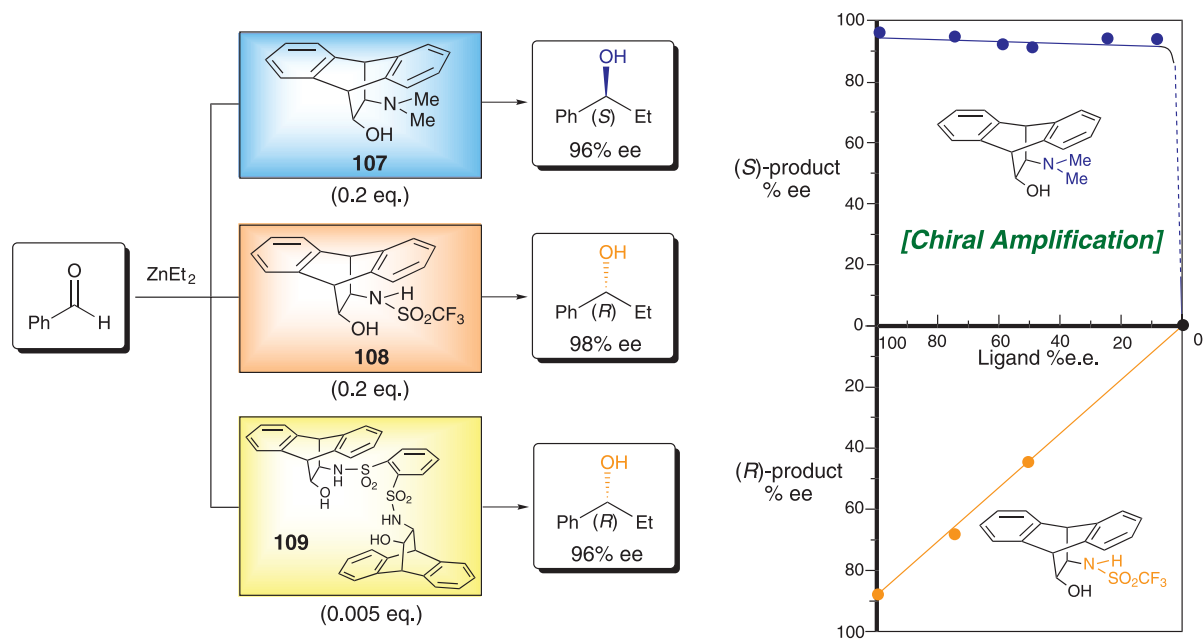 O
Ph
H
ZnEt2
N
Me
Me
OH
107
(0.2 eq.)
OH
Ph
(S)
Et
96% ee
N
H
SO2CF3
OH
108
(0.2 eq.)
OH
Ph
(R)
Et
98% ee
N
H
S
O2
O
H
SO2
HN
HO
109
(0.005 eq.)
OH
Ph
(R)
Et
96% ee
100
80
60
40
20
0
20
40
60
80
100
100
80
60
40
20
0
Ligand %e.e.
(S)-product
% ee
(R)-product
% ee
N
Me
Me
OH
[Chiral Amplification]
N
H
SO2CF3
OH